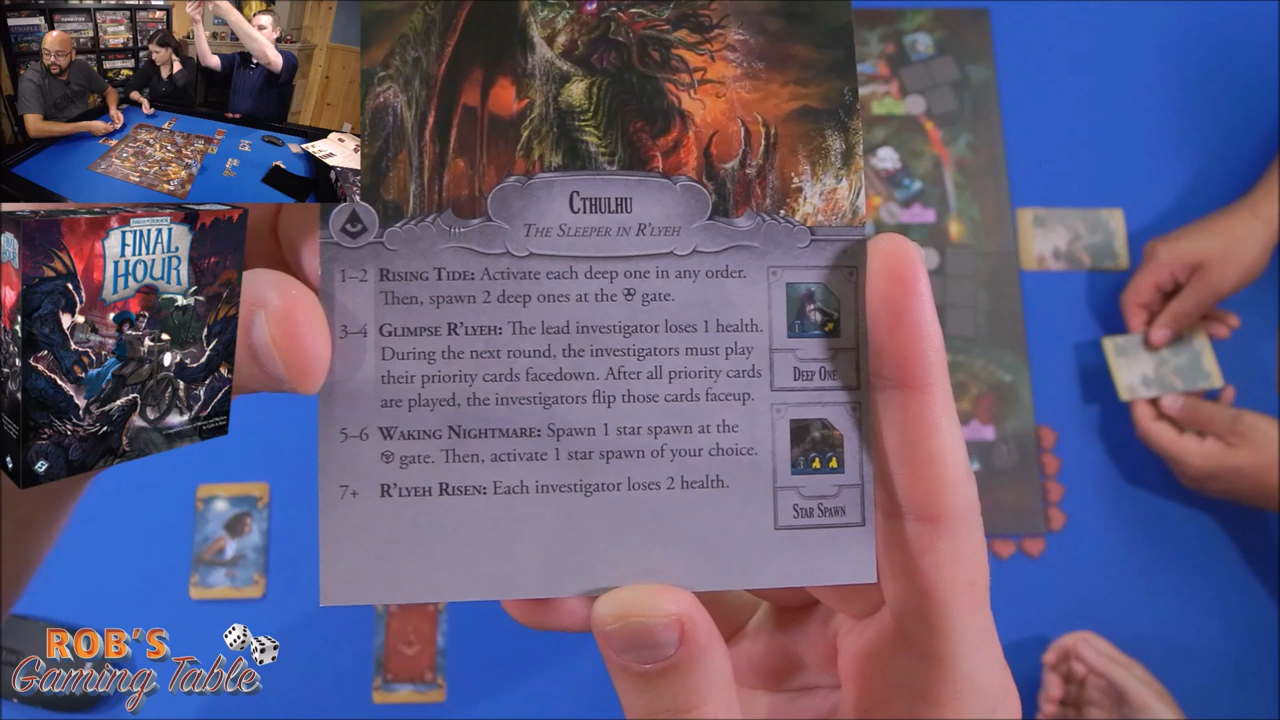 FINAL
HOUR
CTHULHU
THE SLEEPER IN R'LYEH
1–2 RISING TIDE: Activate each deep one in any order.
Then, spawn 2 deep ones at the gate.
3–4 GLIMPSE R'LYEH: The lead investigator loses 1 health.
During the next round, the investigators must play
their priority cards facedown. After all priority cards
are played, the investigators flip those cards faceup.
5–6 WAKING NIGHTMARE: Spawn 1 star spawn at the
gate. Then, activate 1 star spawn of your choice.
7+ R'LYEH RISEN: Each investigator loses 2 health.
DEEP ONE
STAR SPAWN
ROB'S
Gaming Table